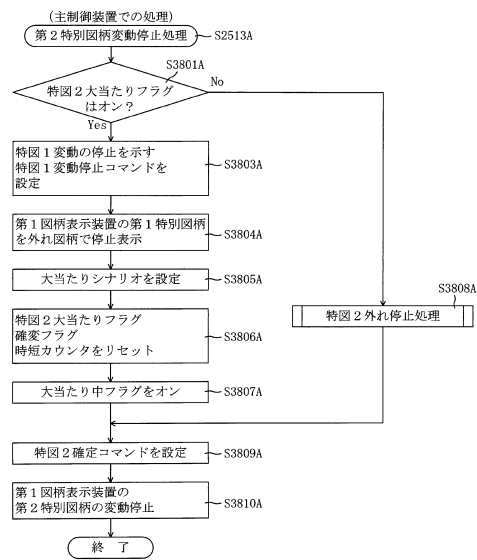 (主制御装置での処理)
第2特別図柄変動停止処理
S2513A
S3801A
特図2大当たりフラグ
はオン?
No
Yes
特図1変動の停止を示す
特図1変動停止コマンドを
設定
S3803A
第1図柄表示装置の第1特別図柄
を外れ図柄で停止表示
S3804A
大当たりシナリオを設定
S3805A
S3808A
特図2外れ停止処理
特図2大当たりフラグ
確変フラグ
時短カウンタをリセット
S3806A
大当たり中フラグをオン
S3807A
特図2確定コマンドを設定
S3809A
第1図柄表示装置の
第2特別図柄の変動停止
S3810A
終 了